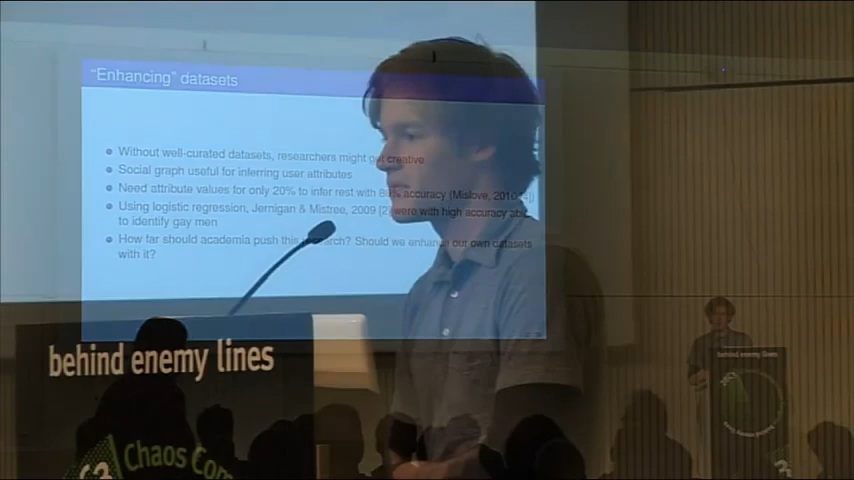 "Enhancing" datasets
Without well-curated datasets, researchers might get creative
Social graph useful for inferring user attributes
Need attribute values for only 20% to infer rest with 80% accuracy (Mislove, 2010
Using logistic regression, Jernigan & Mistree, 2009 [2] were with high accuracy
to identify gay men
How far should academia push this research? Should we enhance our own datasets
with it?
behind enemy lines
behind enemy lines
Chaos Com